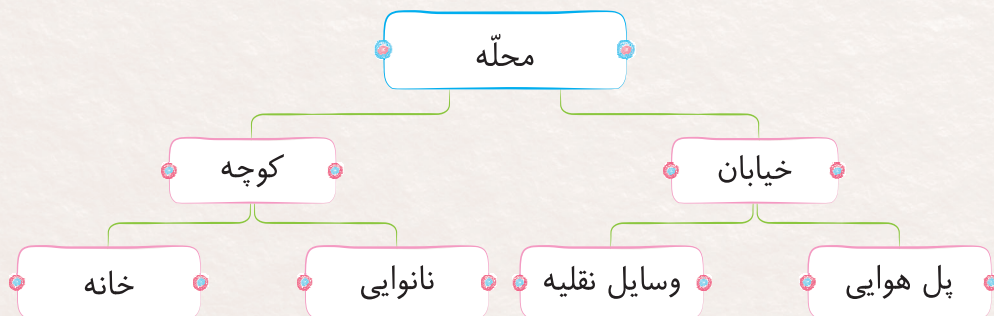 محلّه
خیابان
کوچه
پل هوایی
وسایل نقلیه
نانوایی
خانه